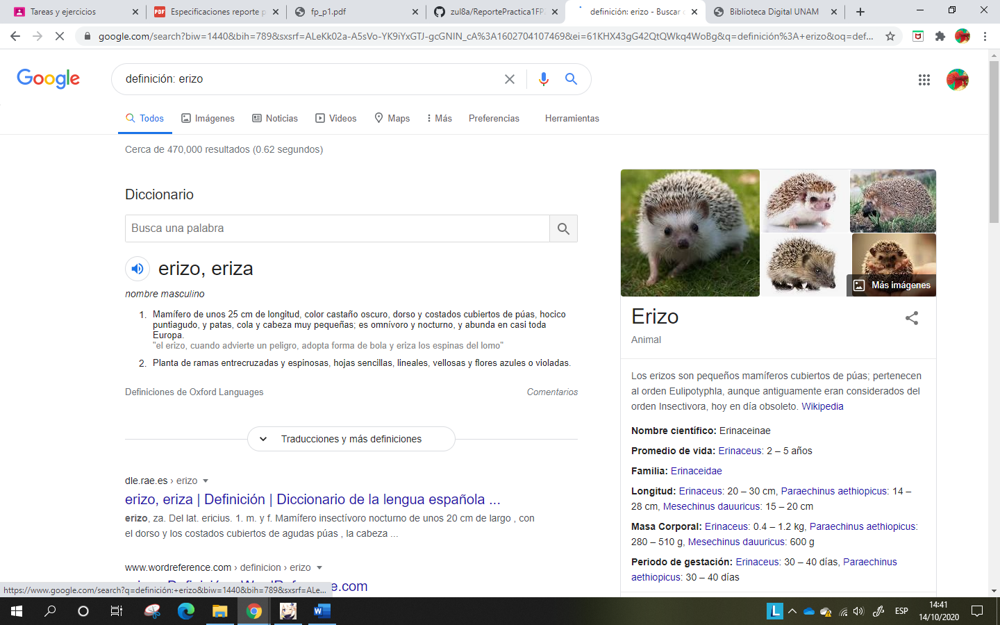 Tareas y ejercicios
Especificaciones reporte p
fp_p1.pdf
zul8a/ReportePractica1FP
definición: erizo - Buscar
Biblioteca Digital UNAM
google.com/search?biw=1440&bih=789&sxsrf=ALeKk02a-A5sVo-YK9iYxGTJ-gcGNIN_cA%3A1602704107469&ei=61KHX43gG42QtQWkq4WoBg&q=definición%3A+erizo&oq=def...
Google
definición: erizo
Todos
Imágenes
Noticias
Videos
Maps
Más
Preferencias
Herramientas
Cerca de 470,000 resultados (0.62 segundos)
Diccionario
Busca una palabra
erizo, eriza
nombre masculino
1. Mamífero de unos 25 cm de longitud, color castaño oscuro, dorso y costados cubiertos de púas, hocico
puntiagudo, y patas, cola y cabeza muy pequeñas; es omnívoro y nocturno, y abunda en casi toda
Europa.
"el erizo, cuando advierte un peligro, adopta forma de bola y eriza los espinas del lomo"
2. Planta de ramas entrecruzadas y espinosas, hojas sencillas, lineales, vellosas y flores azules o violadas.
Definiciones de Oxford Languages
Comentarios
Traducciones y más definiciones
dle.rae.es › erizo
erizo, eriza | Definición | Diccionario de la lengua española ...
erizo, za. Del lat. ericius. 1. m. y f. Mamífero insectívoro nocturno de unos 20 cm de largo , con
el dorso y los costados cubiertos de agudas púas , la cabeza ...
www.wordreference.com › definicion › erizo
e.com
https://www.google.com/search?q=definición:+erizo&biw=1440&bih=789&sxsrf=ALe...
Más imágenes
Erizo
Animal
Los erizos son pequeños mamíferos cubiertos de púas; pertenecen
al orden Eulipotyphla, aunque antiguamente eran considerados del
orden Insectivora, hoy en día obsoleto. Wikipedia
Nombre científico: Erinaceinae
Promedio de vida: Erinaceus: 2 – 5 años
Familia: Erinaceidae
Longitud: Erinaceus: 20 – 30 cm, Paraechinus aethiopicus: 14 –
28 cm, Mesechinus dauuricus: 15 – 20 cm
Masa Corporal: Erinaceus: 0.4 – 1.2 kg, Paraechinus aethiopicus:
280 – 510 g, Mesechinus dauuricus: 600 g
Periodo de gestación: Erinaceus: 30 – 40 días, Paraechinus
aethiopicus: 30 – 40 días
L
ESP
14:41
14/10/2020